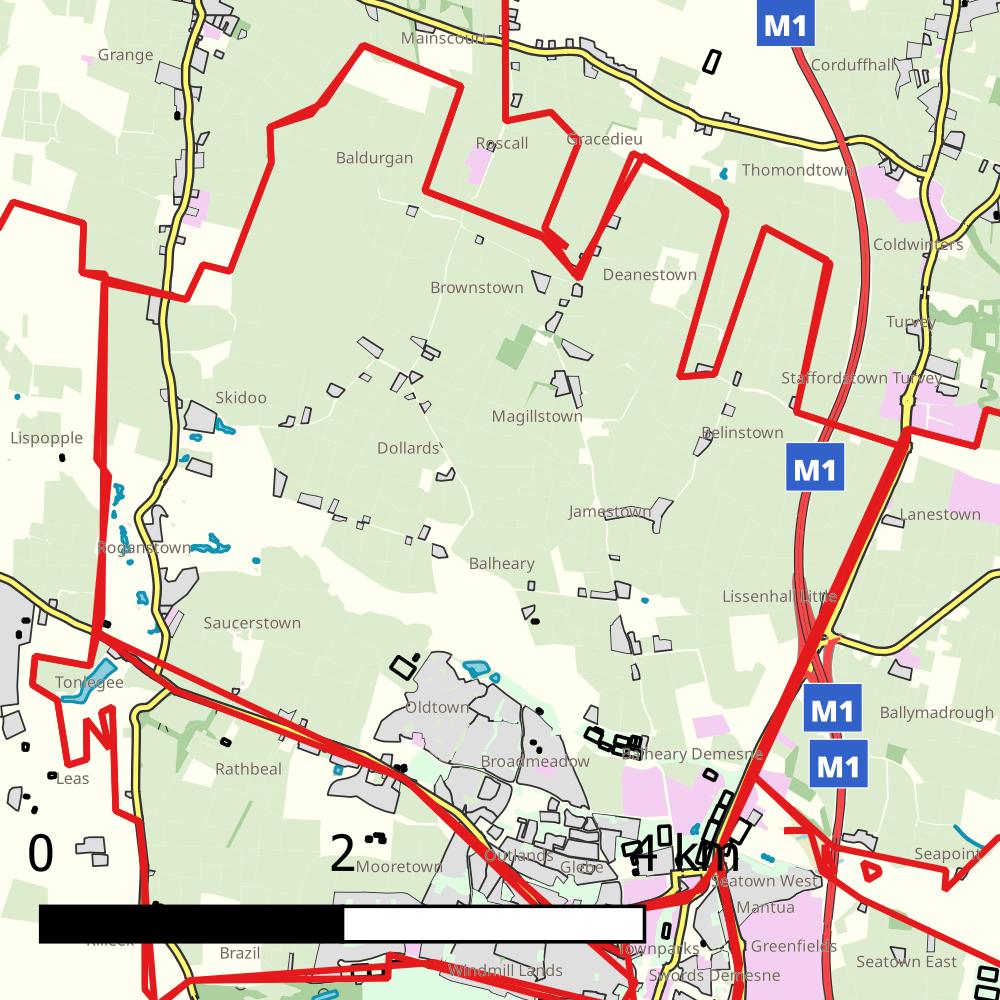 M1
Mainscourt
Grange
Corduffhall
Gracedieu
Roscall
Baldurgan
Thomondtown
Coldwinters
Deanestown
Brownstown
Turvey
Staffordstown Turvey
Skidoo
Magillstown
Belinstown
Lispopple
Dollards
M1
Jamestown
Lanestown
Roganstown
Balheary
Lissenhall Little
Saucerstown
Tonlegee
Oldtown
M1
Ballymadrough
Balheary Demesne
Broadmeadow
Rathbeal
M1
Leas
0 2 4 km
Outlands
Seapoint
Mooretown
Glebe
Seatown West
Mantua
Killeek
Brazil
Townparks
Greenfields
Seatown East
Windmill Lands
Swords Demesne